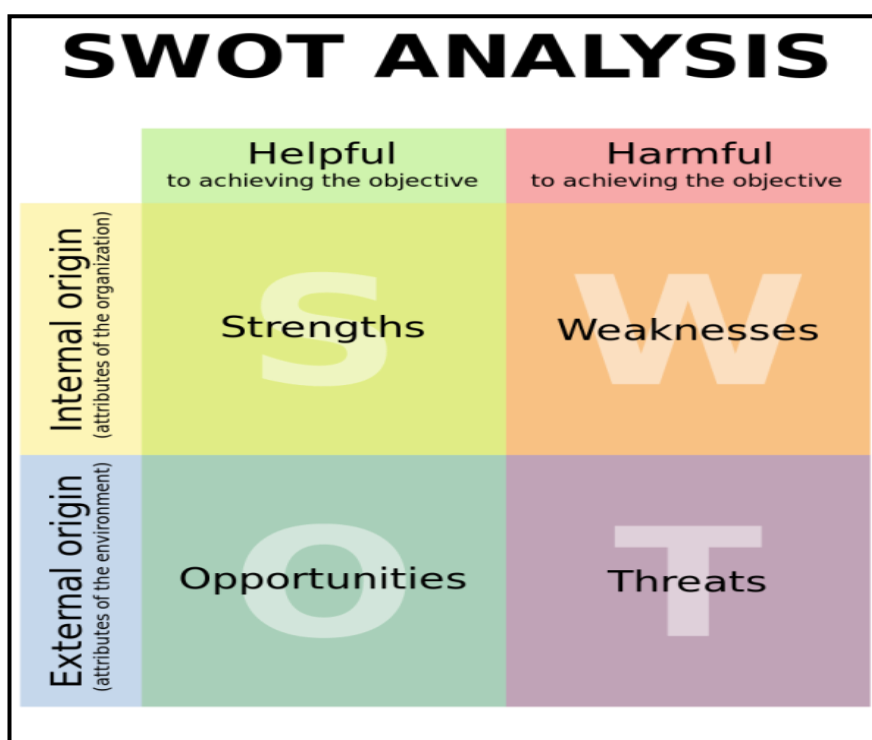 SWOT ANALYSIS
Helpful
to achieving the objective
Harmful
to achieving the objective
Internal origin
(attributes of the organization)
S
Strengths
W
Weaknesses
External origin
(attributes of the environment)
O
Opportunities
T
Threats